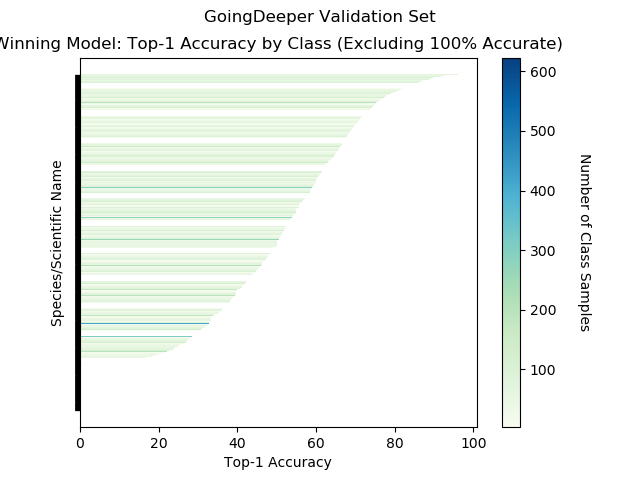 GoingDeeper Validation Set
Winning Model: Top-1 Accuracy by Class (Excluding 100% Accurate)
Species/Scientific Name
0 20 40 60 80 100
Top-1 Accuracy
600
500
400
300
200
100
Number of Class Samples